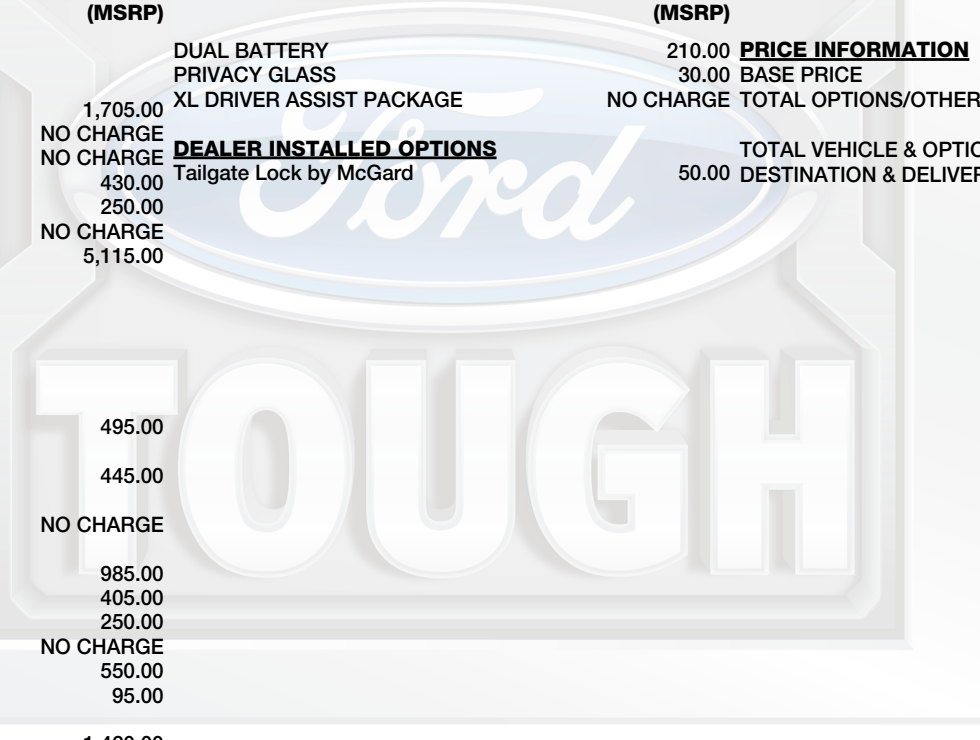 (MSRP)
1,705.00
NO CHARGE
NO CHARGE
430.00
250.00
NO CHARGE
5,115.00
495.00
445.00
NO CHARGE
985.00
405.00
250.00
NO CHARGE
550.00
95.00
(MSRP)
DUAL BATTERY 210.00
PRIVACY GLASS 30.00
XL DRIVER ASSIST PACKAGE NO CHARGE
DEALER INSTALLED OPTIONS
Tailgate Lock by McGard 50.00
PRICE INFORMATION
BASE PRICE
TOTAL OPTIONS/OTHER
TOTAL VEHICLE &
DESTINATION &
Ford
TOUGH